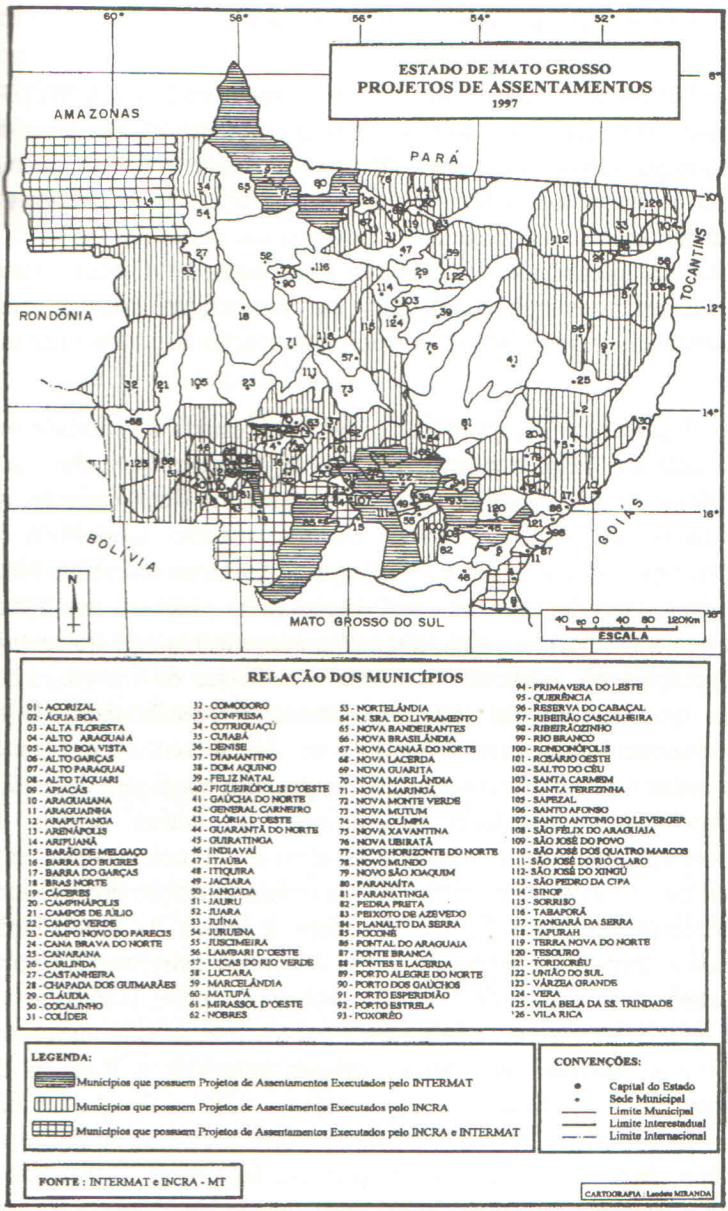 ESTADO DE MATO GROSSO
PROJETOS DE ASSENTAMENTOS
1997
60°
58°
56°
54°
52°
8°
10°
12°
14°
16°
18°
AMAZONAS
PARÁ
TOCANTINS
RONDÔNIA
GOIÁS
BOLÍVIA
MATO GROSSO DO SUL
N
40 20 0 40 80 120Km
ESCALA
RELAÇÃO DOS MUNICÍPIOS
01 - ACORIZAL
02 - ÁGUA BOA
03 - ALTA FLORESTA
04 - ALTO ARAGUAIA
05 - ALTO BOA VISTA
06 - ALTO GARÇAS
07 - ALTO PARAGUAI
08 - ALTO TAQUARI
09 - APIACÁS
10 - ARAGUAIANA
11 - ARAGUAINHA
12 - ARAPUTANGA
13 - ARENÁPOLIS
14 - ARIPUANÃ
15 - BARÃO DE MELGAÇO
16 - BARRA DO BUGRES
17 - BARRA DO GARÇAS
18 - BRAS NORTE
19 - CÁCERES
20 - CAMPINÁPOLIS
21 - CAMPOS DE JÚLIO
22 - CAMPO VERDE
23 - CAMPO NOVO DO PARECIS
24 - CANA BRAVA DO NORTE
25 - CANARANA
26 - CARLINDA
27 - CASTANHEIRA
28 - CHAPADA DOS GUIMARÃES
29 - CLÁUDIA
30 - COCALINHO
31 - COLÍDER
32 - COMODORO
33 - CONFRESA
34 - COTRIGUAÇÚ
35 - CUIABÁ
36 - DENISE
37 - DIAMANTINO
38 - DOM AQUINO
39 - FELIZ NATAL
40 - FIGUEIRÓPOLIS D'OESTE
41 - GAÚCHA DO NORTE
42 - GENERAL CARNEIRO
43 - GLÓRIA D'OESTE
44 - GUARANTÃ DO NORTE
45 - GUIRATINGA
46 - INDIAVAÍ
47 - ITAÚBA
48 - ITIQUIRA
49 - JACIARA
50 - JANGADA
51 - JAURU
52 - JUARA
53 - JUÍNA
54 - JURUENA
55 - JUSCIMEIRA
56 - LAMBARI D'OESTE
57 - LUCAS DO RIO VERDE
58 - LUCIARA
59 - MARCELÂNDIA
60 - MATUPÁ
61 - MIRASSOL D'OESTE
62 - NOBRES
53 - NORTELÂNDIA
64 - N. SRA. DO LIVRAMENTO
65 - NOVA BANDEIRANTES
66 - NOVA BRASILÂNDIA
67 - NOVA CANAÃ DO NORTE
68 - NOVA LACERDA
69 - NOVA GUARITA
70 - NOVA MARILÂNDIA
71 - NOVA MARINGÁ
72 - NOVA MONTE VERDE
73 - NOVA MUTUM
74 - NOVA OLÍMPIA
75 - NOVA XAVANTINA
76 - NOVA UBIRATÃ
77 - NOVO HORIZONTE DO NORTE
78 - NOVO MUNDO
79 - NOVO SÃO JOAQUIM
80 - PARANAÍTA
81 - PARANATINGA
82 - PEDRA PRETA
83 - PEIXOTO DE AZEVEDO
84 - PLANALTO DA SERRA
85 - POCONÉ
86 - PONTAL DO ARAGUAIA
87 - PONTE BRANCA
88 - PONTES E LACERDA
89 - PORTO ALEGRE DO NORTE
90 - PORTO DOS GAÚCHOS
91 - PORTO ESPERIDIÃO
92 - PORTO ESTRELA
93 - POXORÉO
94 - PRIMAVERA DO LESTE
95 - QUERÊNCIA
96 - RESERVA DO CABAÇAL
97 - RIBEIRÃO CASCALHEIRA
98 - RIBEIRÃOZINHO
99 - RIO BRANCO
100 - RONDONÓPOLIS
101 - ROSÁRIO OESTE
102 - SALTO DO CÉU
103 - SANTA CARMEM
104 - SANTA TEREZINHA
105 - SAPEZAL
106 - SANTO AFONSO
107 - SANTO ANTONIO DO LEVERGER
108 - SÃO FÉLIX DO ARAGUAIA
109 - SÃO JOSÉ DO POVO
110 - SÃO JOSÉ DOS QUATRO MARCOS
111 - SÃO JOSÉ DO RIO CLARO
112 - SÃO JOSÉ DO XINGÚ
113 - SÃO PEDRO DA CIPA
114 - SINOP
115 - SORRISO
116 - TABAPORÃ
117 - TANGARÁ DA SERRA
118 - TAPURAH
119 - TERRA NOVA DO NORTE
120 - TESOURO
121 - TORIXORÉU
122 - UNIÃO DO SUL
123 - VÁRZEA GRANDE
124 - VERA
125 - VILA BELA DA SS. TRINDADE
126 - VILA RICA
LEGENDA:
Municípios que possuem Projetos de Assentamentos Executados pelo INTERMAT
Municípios que possuem Projetos de Assentamentos Executados pelo INCRA
Municípios que possuem Projetos de Assentamentos Executados pelo INCRA e INTERMAT
CONVENÇÕES:
Capital do Estado
Sede Municipal
Limite Municipal
Limite Interestadual
Limite Internacional
FONTE : INTERMAT e INCRA - MT
CARTOGRAFIA : Laudete MIRANDA